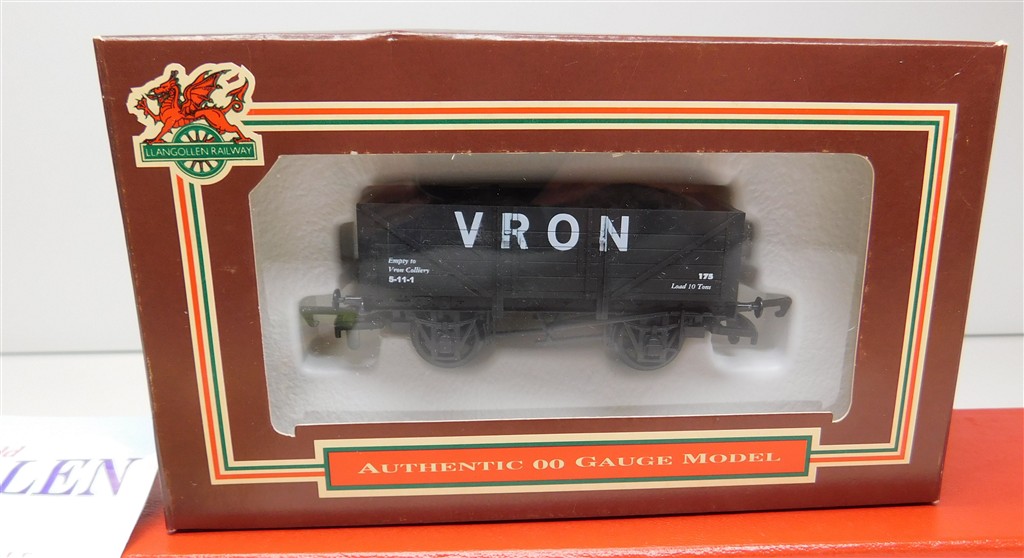 LLANGOLLEN RAILWAY
VRON
Empty to
Vron Colliery
5-11-1
175
Load 10 Tons
AUTHENTIC 00 GAUGE MODEL
LEN